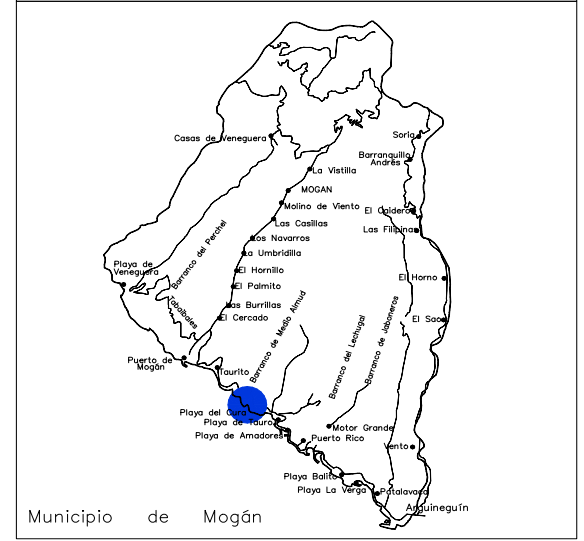 Soria
Casas de Veneguera
Barranquillo
Andrés
La Vistilla
MOGAN
Molino de Viento
El Caidero
Las Casillas
Las Filipinas
Los Navarros
La Umbridilla
Barranco del Perchel
Playa de
Veneguera
El Hornillo
El Horno
El Palmito
Tabaibales
Las Burrillas
El Cercado
Barranco de Medio Almud
Barranco del Lechugal
Barranco de Jaboneros
El Sao
Puerto de
Mogán
Taurito
Playa del Cura
Playa de Tauro
Motor Grande
Playa de Amadores
Puerto Rico
Vento
Playa Balito
Playa La Verga
Patalavaca
Arguineguín
Municipio de Mogán